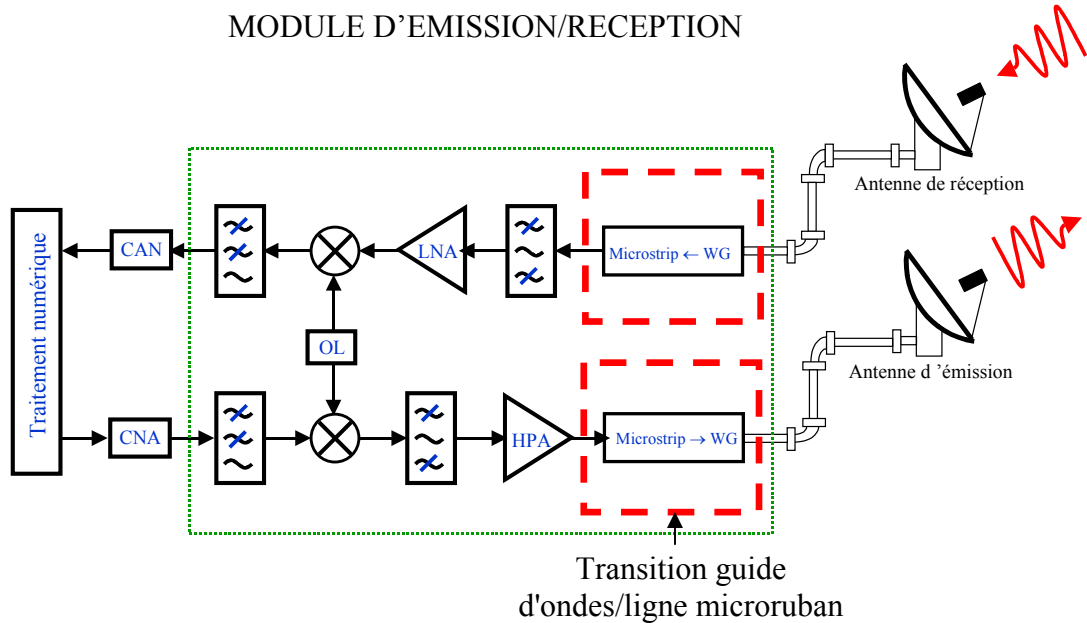 MODULE D'EMISSION/RECEPTION
Antenne de réception
Traitement numérique
CAN
LNA
Microstrip ← WG
OL
Antenne d 'émission
CNA
HPA
Microstrip → WG
Transition guide
d'ondes/ligne microruban